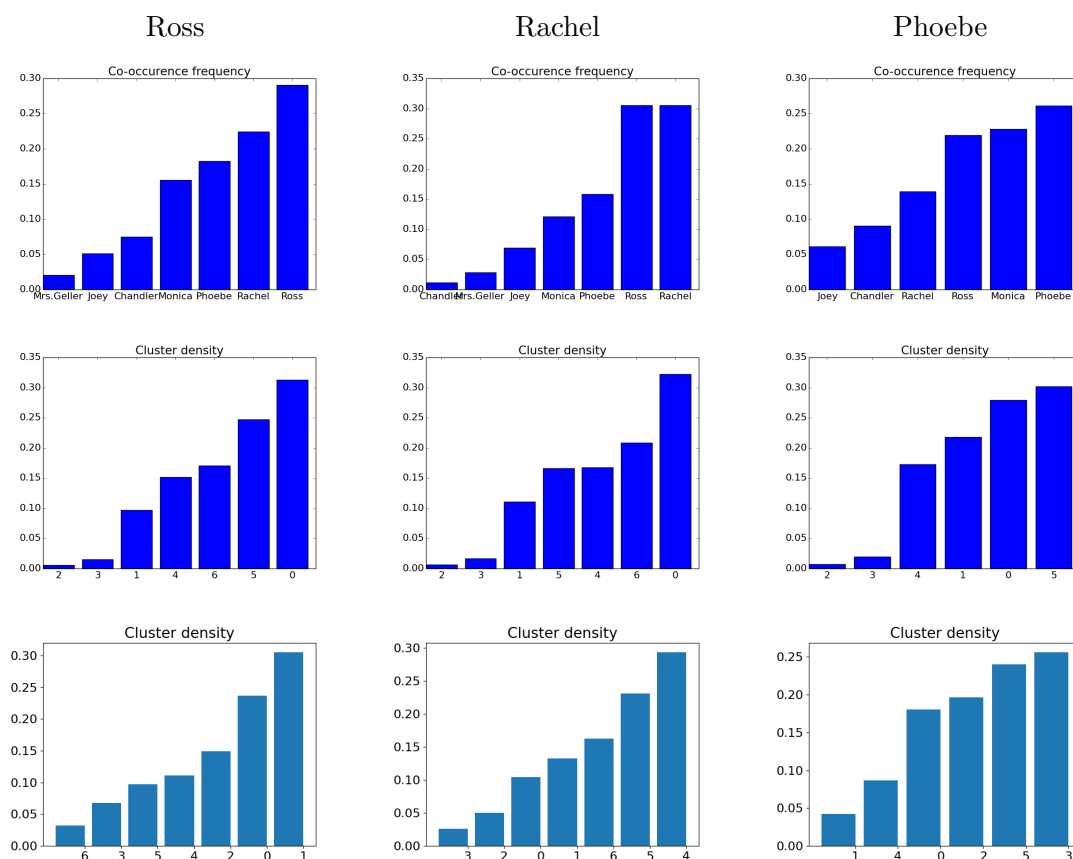 Ross Rachel Phoebe
Co-occurence frequency Co-occurence frequency Co-occurence frequency
0.30 0.35 0.30
0.25 0.30 0.25
0.20 0.25 0.20
0.15 0.20 0.15
0.10 0.15 0.10
0.05 0.10 0.05
0.00 0.05 0.00
0.00
Mrs.Geller Joey Chandler Monica Phoebe Rachel Ross Chandler Mrs.Geller Joey Monica Phoebe Ross Rachel Joey Chandler Rachel Ross Monica Phoebe
Cluster density Cluster density Cluster density
0.35 0.35 0.35
0.30 0.30 0.30
0.25 0.25 0.25
0.20 0.20 0.20
0.15 0.15 0.15
0.10 0.10 0.10
0.05 0.05 0.05
0.00 0.00 0.00
2 3 1 4 6 5 0 2 3 1 5 4 6 0 2 3 4 1 0 5
Cluster density Cluster density Cluster density
0.30 0.30 0.25
0.25 0.25 0.20
0.20 0.20 0.15
0.15 0.15 0.10
0.10 0.10 0.05
0.05 0.05 0.00
0.00 0.00
6 3 5 4 2 0 1 3 2 0 1 6 5 4 1 4 0 2 5 3